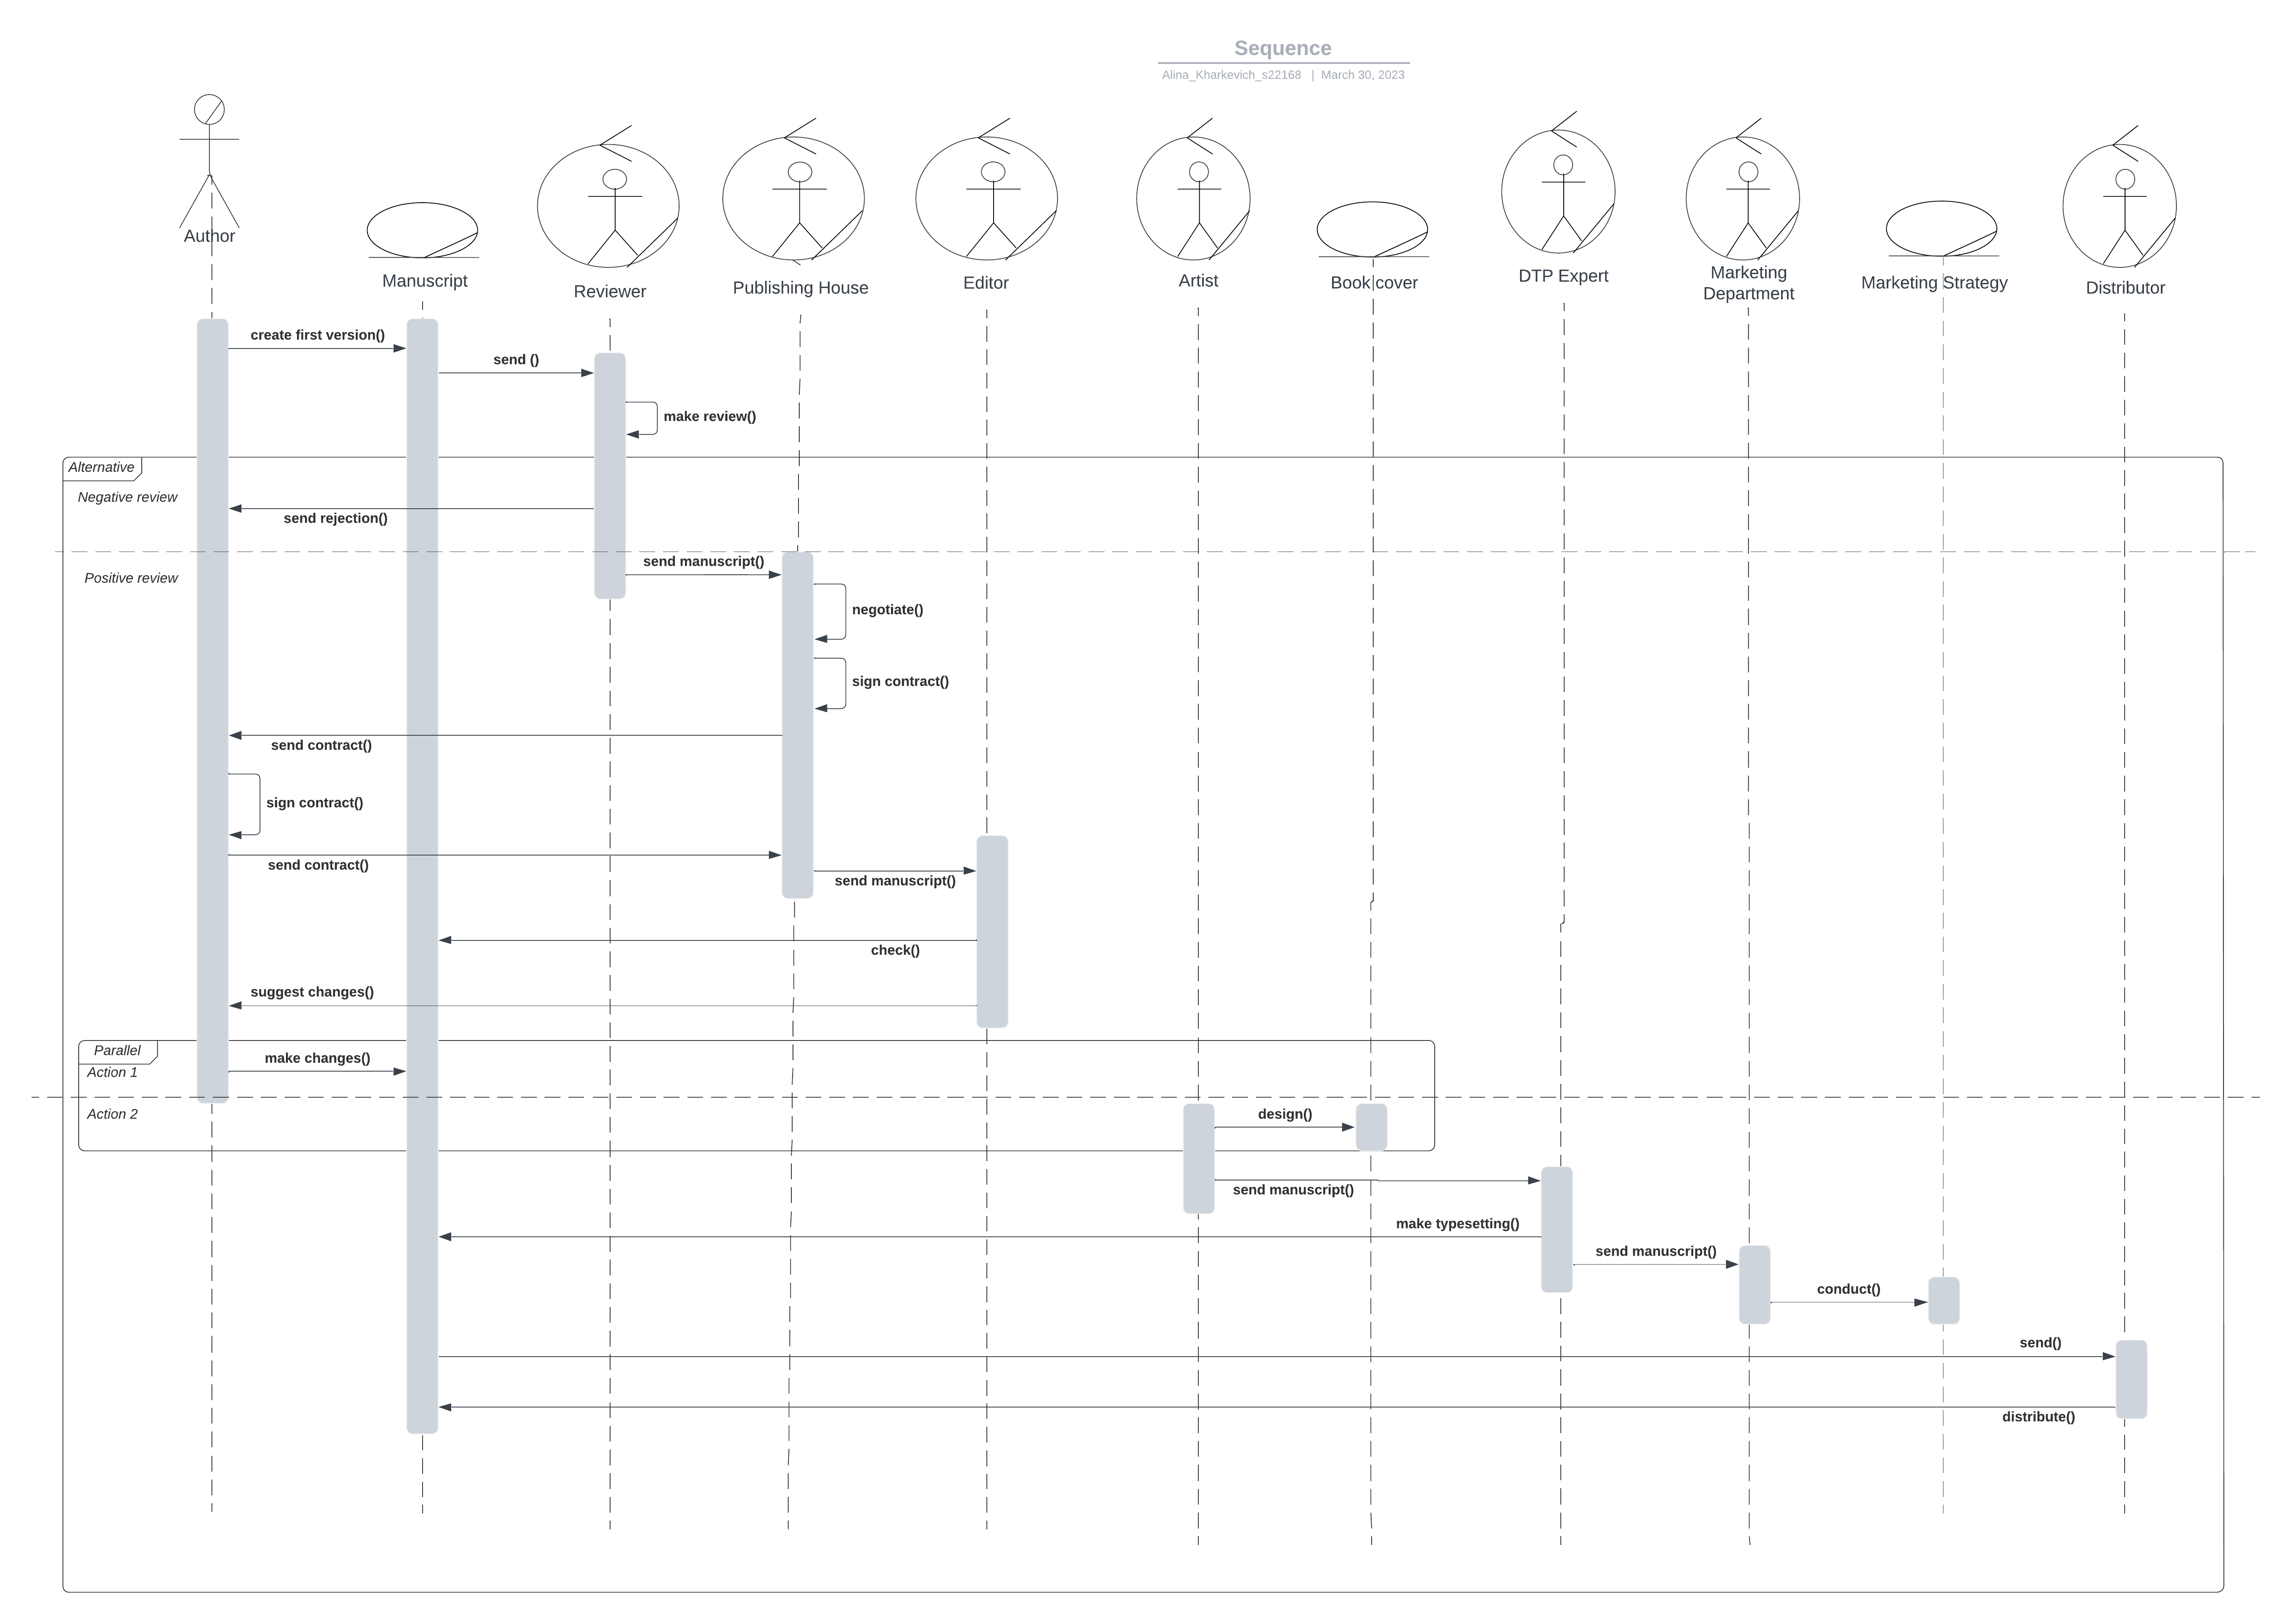 Sequence
Alina_Kharkevich_s22168 | March 30, 2023
Author
Manuscript
Reviewer
Publishing House
Editor
Artist
Book cover
DTP Expert
Marketing
Department
Marketing Strategy
Distributor
create first version()
send ()
make review()
Alternative
Negative review
send rejection()
send manuscript()
Positive review
negotiate()
sign contract()
send contract()
sign contract()
send contract()
send manuscript()
check()
suggest changes()
Parallel
make changes()
Action 1
Action 2
design()
send manuscript()
make typesetting()
send manuscript()
conduct()
send()
distribute()